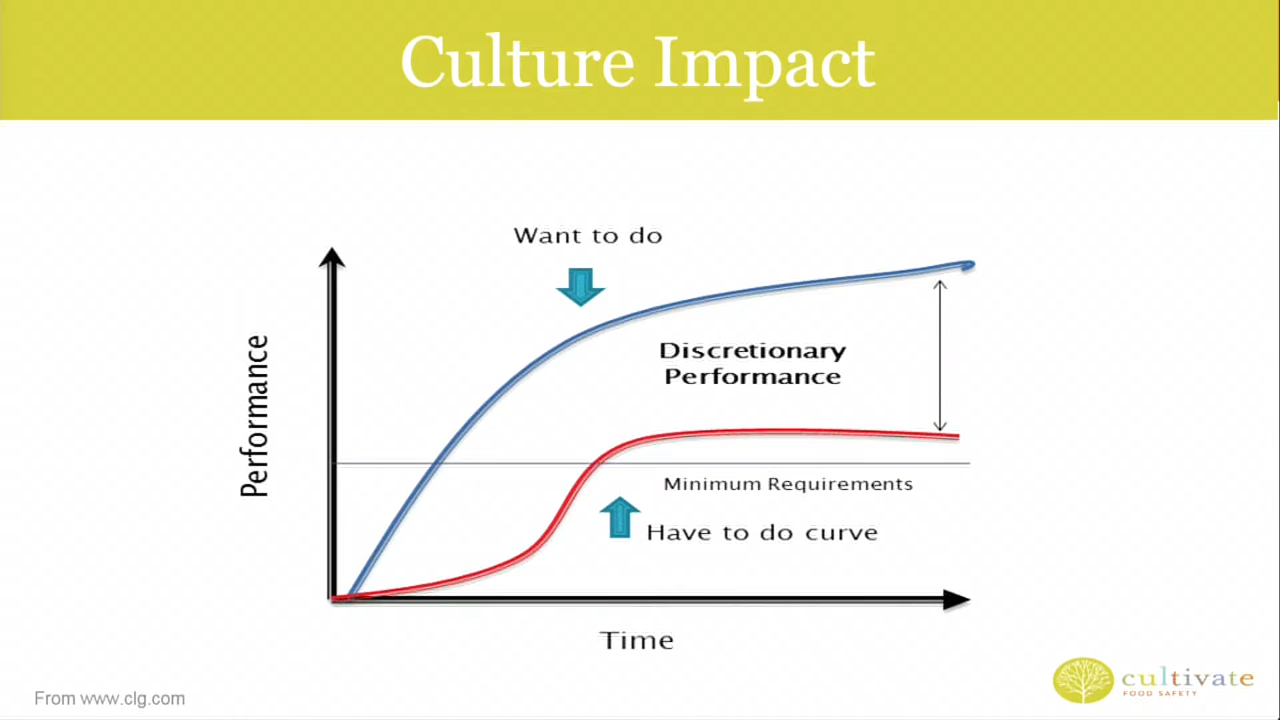 Culture Impact
Want to do
Discretionary
Performance
Performance
Minimum Requirements
Have to do curve
Time
From www.clg.com
cultivate
FOOD SAFETY